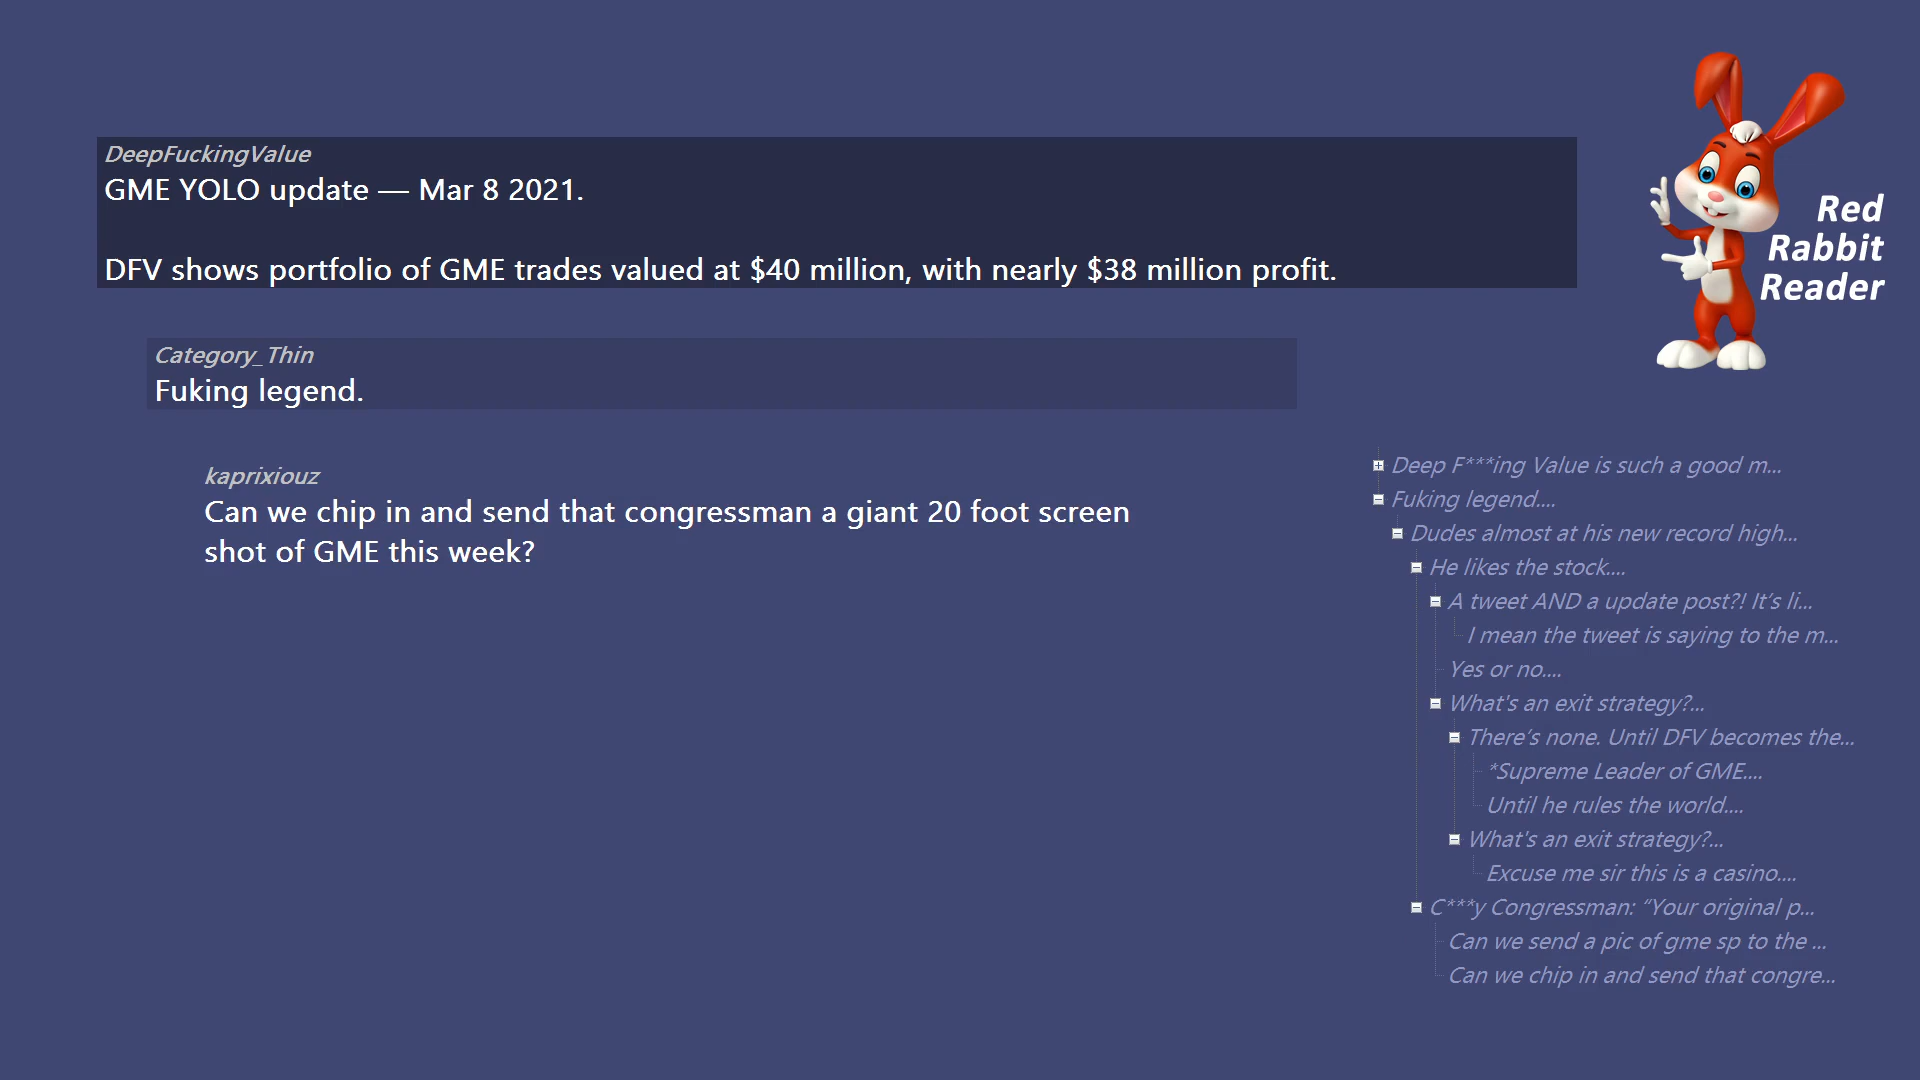 DeepFuckingValue
GME YOLO update — Mar 8 2021.
DFV shows portfolio of GME trades valued at $40 million, with nearly $38 million profit.
Category_Thin
Fuking legend.
kaprixiouz
Can we chip in and send that congressman a giant 20 foot screen
shot of GME this week?
Red
Rabbit
Reader
Deep F***ing Value is such a good m...
Fuking legend....
Dudes almost at his new record high...
He likes the stock....
A tweet AND a update post?! It’s li...
I mean the tweet is saying to the m...
Yes or no....
What's an exit strategy?...
There’s none. Until DFV becomes the...
*Supreme Leader of GME....
Until he rules the world....
What's an exit strategy?...
Excuse me sir this is a casino....
C***y Congressman: “Your original p...
Can we send a pic of gme sp to the ...
Can we chip in and send that congre...